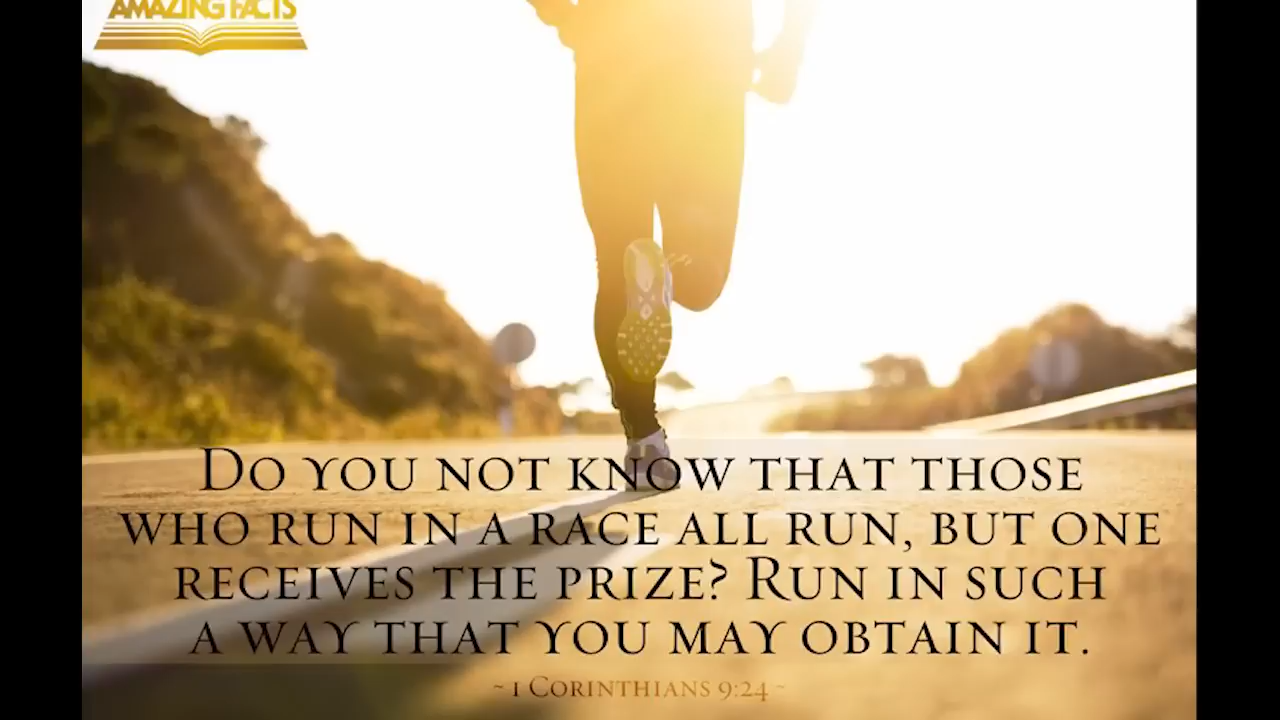 AMAZING FACTS
DO YOU NOT KNOW THAT THOSE
WHO RUN IN A RACE ALL RUN, BUT ONE
RECEIVES THE PRIZE? RUN IN SUCH
A WAY THAT YOU MAY OBTAIN IT.
~ 1 CORINTHIANS 9:24 ~